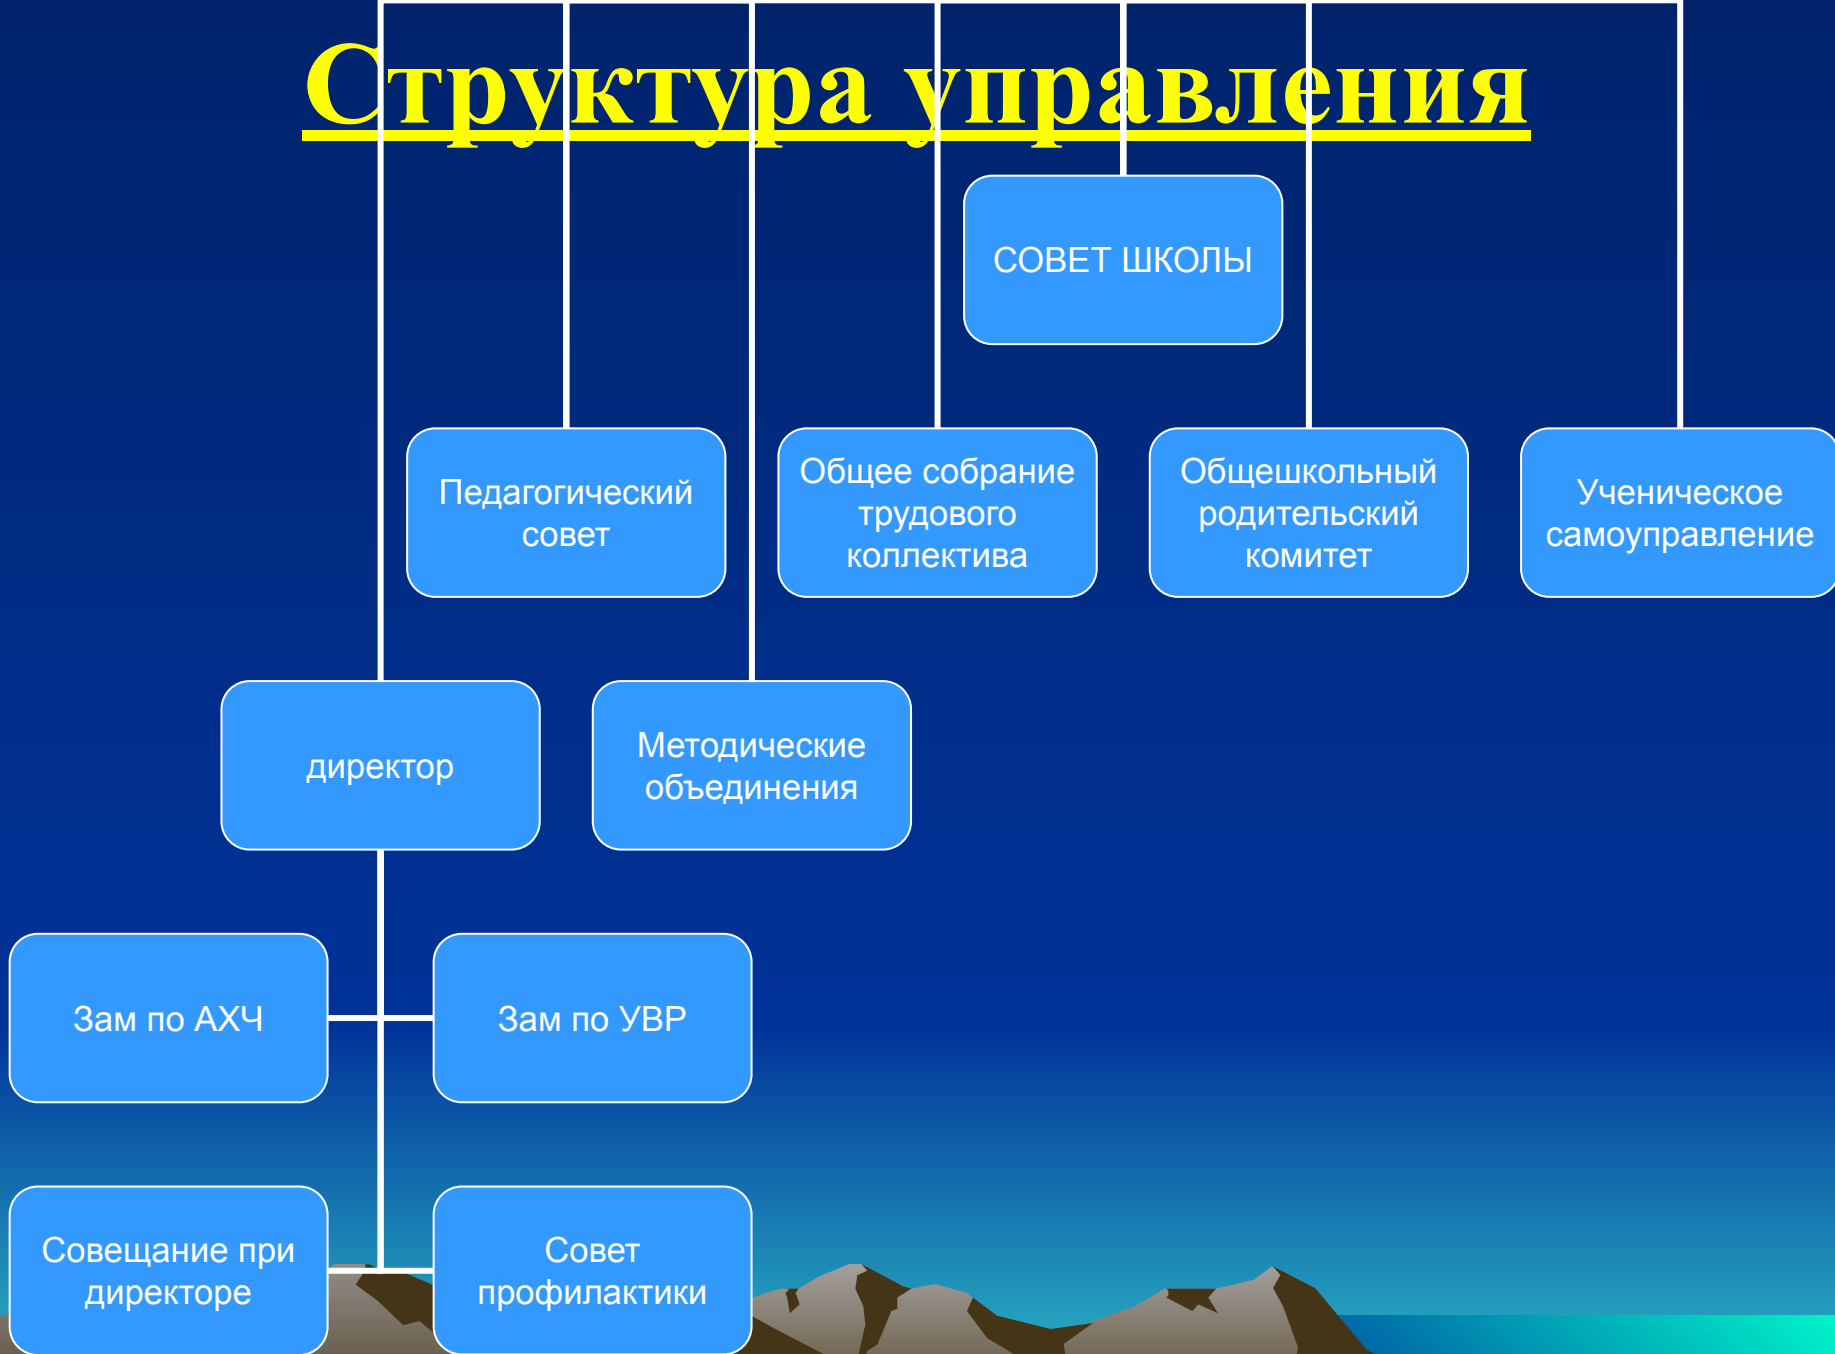 Структура управления
СОВЕТ ШКОЛЫ
Педагогический
совет
Общее собрание
трудового
коллектива
Общешкольный
родительский
комитет
Ученическое
самоуправление
директор
Методические
объединения
Зам по АХЧ
Зам по УВР
Совещание при
директоре
Совет
профилактики